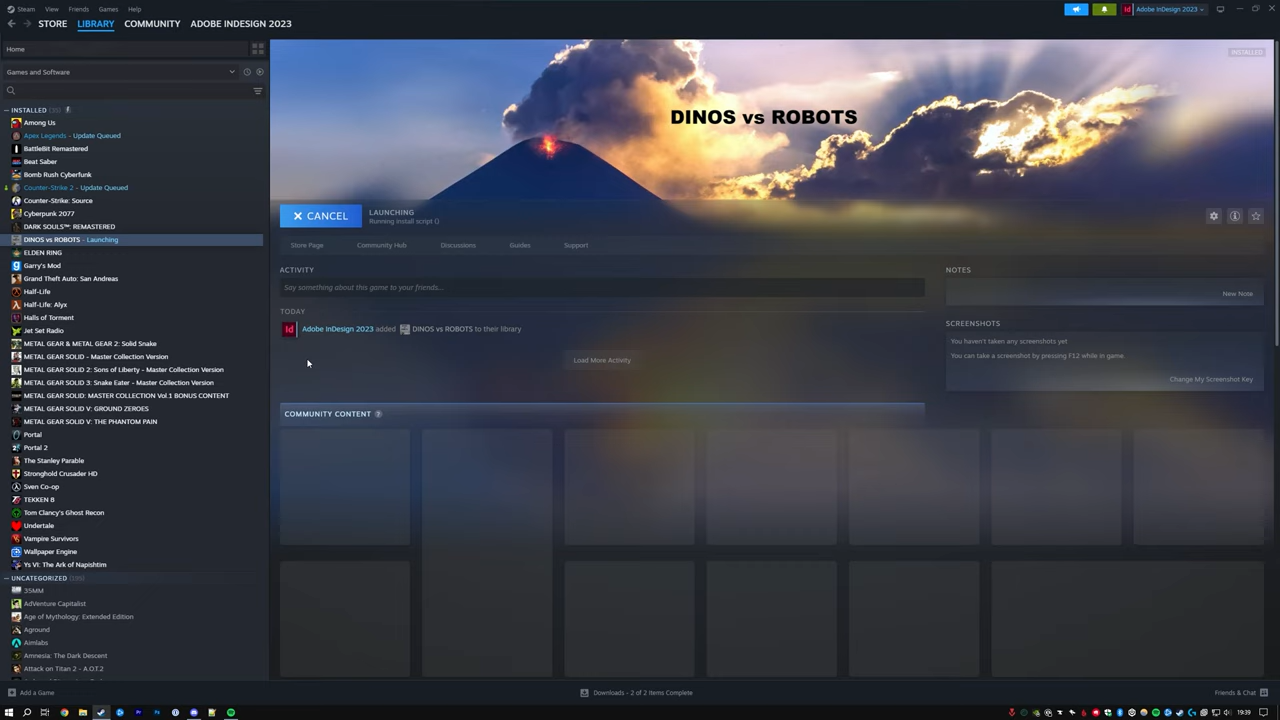 Steam View Friends Games Help
Adobe InDesign 2023
STORE LIBRARY COMMUNITY ADOBE INDESIGN 2023
Home
Games and Software
INSTALLED
Among Us
Apex Legends - Update Queued
BattleBit Remastered
Beat Saber
Bomb Rush Cyberfunk
Counter-Strike 2 - Update Queued
Counter-Strike: Source
Cyberpunk 2077
DARK SOULS™: REMASTERED
DINOS vs ROBOTS - Launching
ELDEN RING
Garry's Mod
Grand Theft Auto: San Andreas
Half-Life
Half-Life: Alyx
Halls of Torment
Jet Set Radio
METAL GEAR & METAL GEAR 2: Solid Snake
METAL GEAR SOLID - Master Collection Version
METAL GEAR SOLID 2: Sons of Liberty - Master Collection Version
METAL GEAR SOLID 3: Snake Eater - Master Collection Version
METAL GEAR SOLID: MASTER COLLECTION Vol.1 BONUS CONTENT
METAL GEAR SOLID V: GROUND ZEROES
METAL GEAR SOLID V: THE PHANTOM PAIN
Portal
Portal 2
The Stanley Parable
Stronghold Crusader HD
Sven Co-op
TEKKEN 8
Tom Clancy's Ghost Recon
Undertale
Vampire Survivors
Wallpaper Engine
Ys VI: The Ark of Napishtim
UNCATEGORIZED
35MM
AdVenture Capitalist
Age of Mythology: Extended Edition
Aground
Aimlabs
Amnesia: The Dark Descent
Attack on Titan 2 - A.O.T.2
Add a Game
INSTALLED
DINOS vs ROBOTS
CANCEL
LAUNCHING
Running install script ()
Store Page Community Hub Discussions Guides Support
ACTIVITY
Say something about this game to your friends...
TODAY
Id Adobe InDesign 2023 added DINOS vs ROBOTS to their library
Load More Activity
COMMUNITY CONTENT ?
NOTES
New Note
SCREENSHOTS
You haven't taken any screenshots yet
You can take a screenshot by pressing F12 while in game.
Change My Screenshot Key
Downloads - 2 of 2 Items Complete
Friends & Chat
19:39